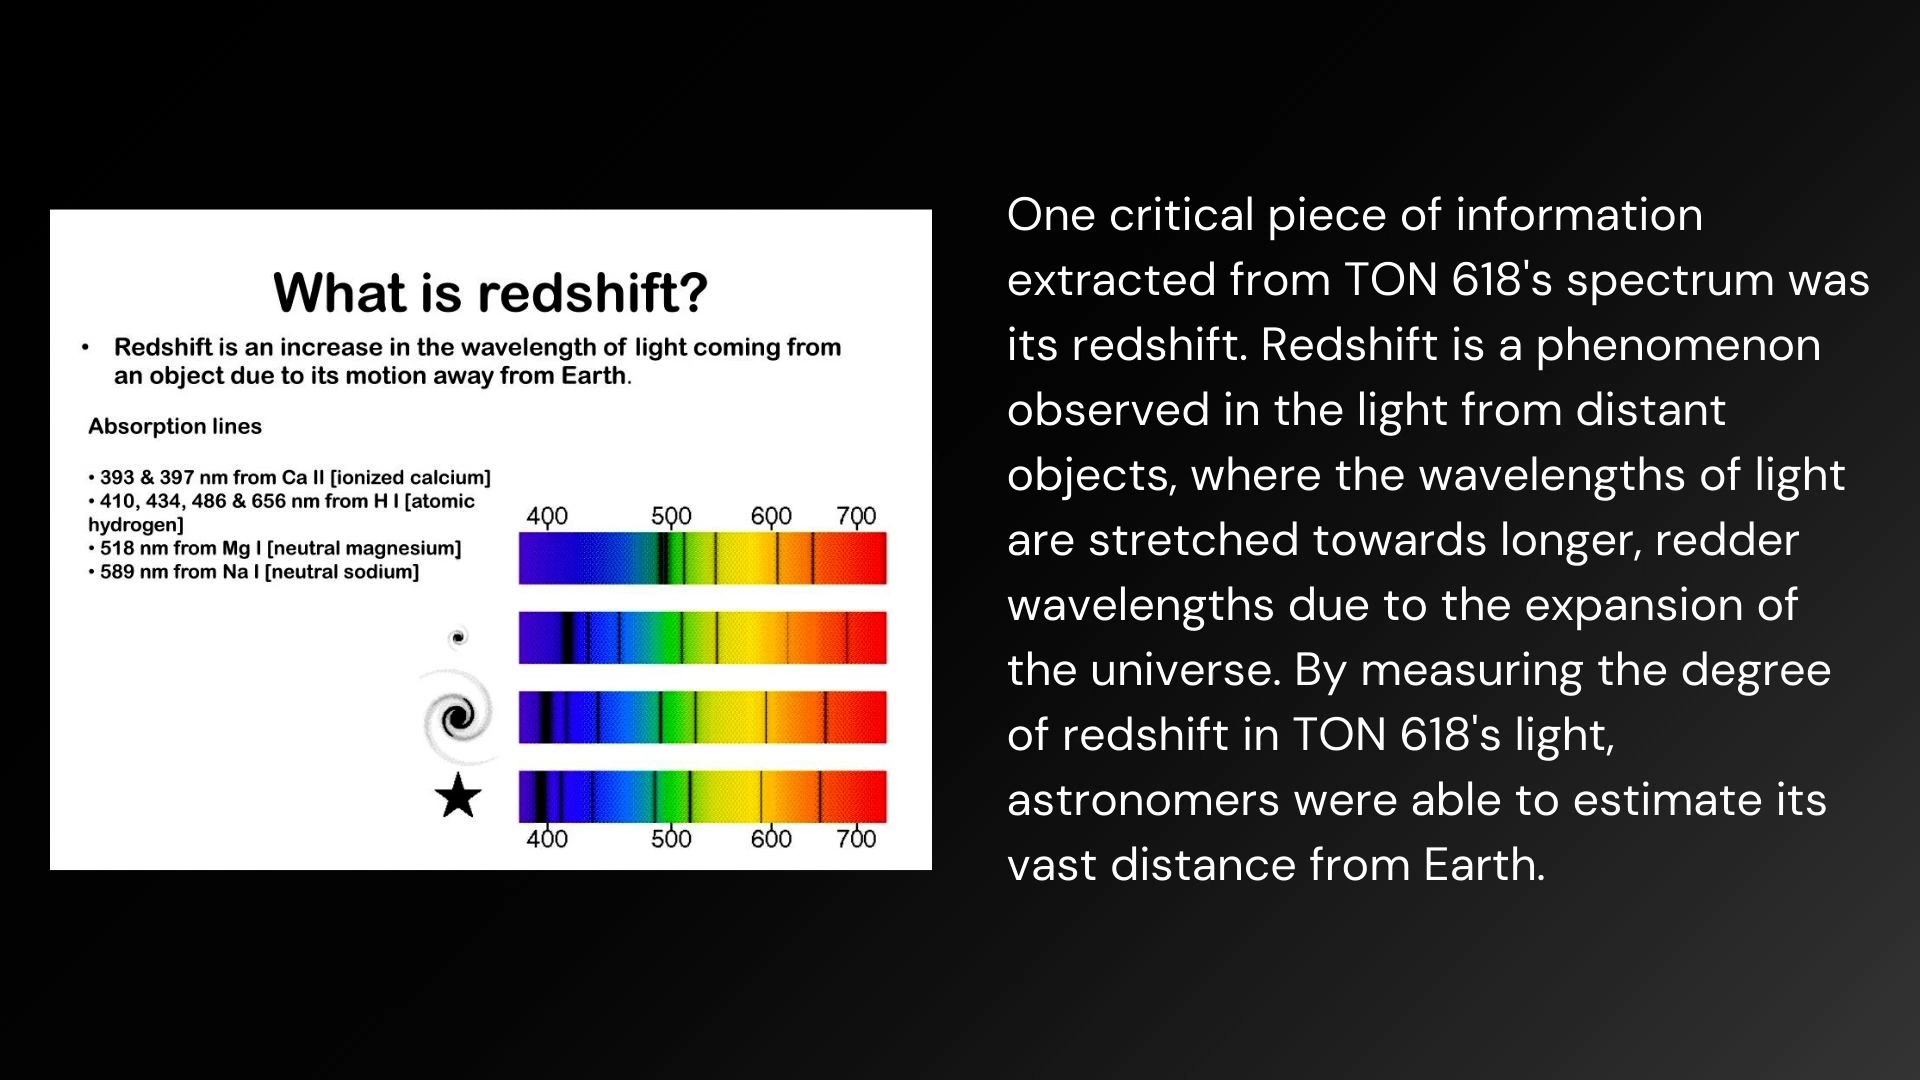 What is redshift?
• Redshift is an increase in the wavelength of light coming from
an object due to its motion away from Earth.
Absorption lines
• 393 & 397 nm from Ca II [ionized calcium]
• 410, 434, 486 & 656 nm from H I [atomic
hydrogen]
• 518 nm from Mg I [neutral magnesium]
• 589 nm from Na I [neutral sodium]
400 500 600 700
400 500 600 700
One critical piece of information
extracted from TON 618's spectrum was
its redshift. Redshift is a phenomenon
observed in the light from distant
objects, where the wavelengths of light
are stretched towards longer, redder
wavelengths due to the expansion of
the universe. By measuring the degree
of redshift in TON 618's light,
astronomers were able to estimate its
vast distance from Earth.